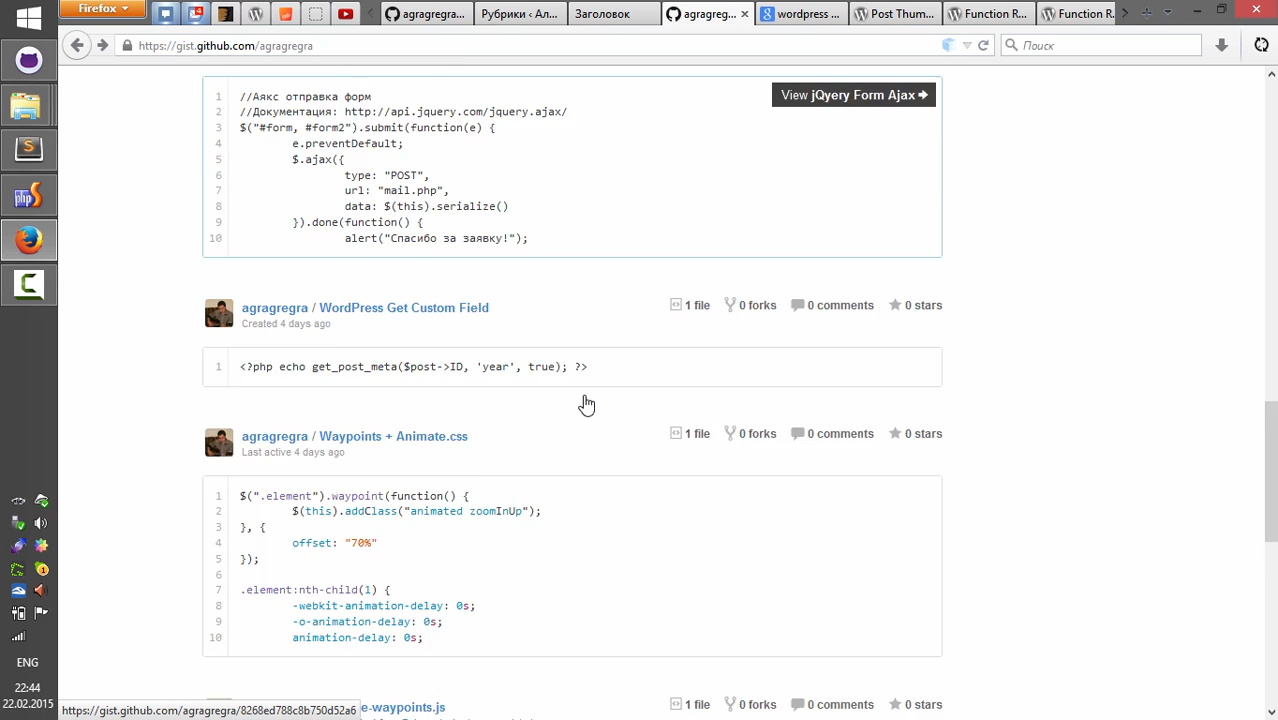 Firefox
agragregra...
Рубрики ‹ Ал...
Заголовок
agragreg...
wordpress ...
Post Thum...
Function R...
Function R.
https://gist.github.com/agragregra
Поиск
1 //Аякс отправка форм
View jQyery Form Ajax
2 //Документация: http://api.jquery.com/jquery.ajax/
3 $("#form, #form2").submit(function(e) {
4 e.preventDefault;
5 $.ajax({
6 type: "POST",
7 url: "mail.php",
8 data: $(this).serialize()
9 }).done(function() {
10 alert("Спасибо за заявку!");
agragregra / WordPress Get Custom Field
1 file 0 forks 0 comments 0 stars
Created 4 days ago
1 <?php echo get_post_meta($post->ID, 'year', true); ?>
agragregra / Waypoints + Animate.css
1 file 0 forks 0 comments 0 stars
Last active 4 days ago
1 $(".element").waypoint(function() {
2 $(this).addClass("animated zoomInUp");
3 }, {
4 offset: "70%"
5 });
6
7 .element:nth-child(1) {
8 -webkit-animation-delay: 0s;
9 -o-animation-delay: 0s;
10 animation-delay: 0s;
e-waypoints.js
1 file 0 forks 0 comments 0 stars
https://gist.github.com/agragregra/8268ed788c8b750d52a6
php
ENG
22:44
22.02.2015